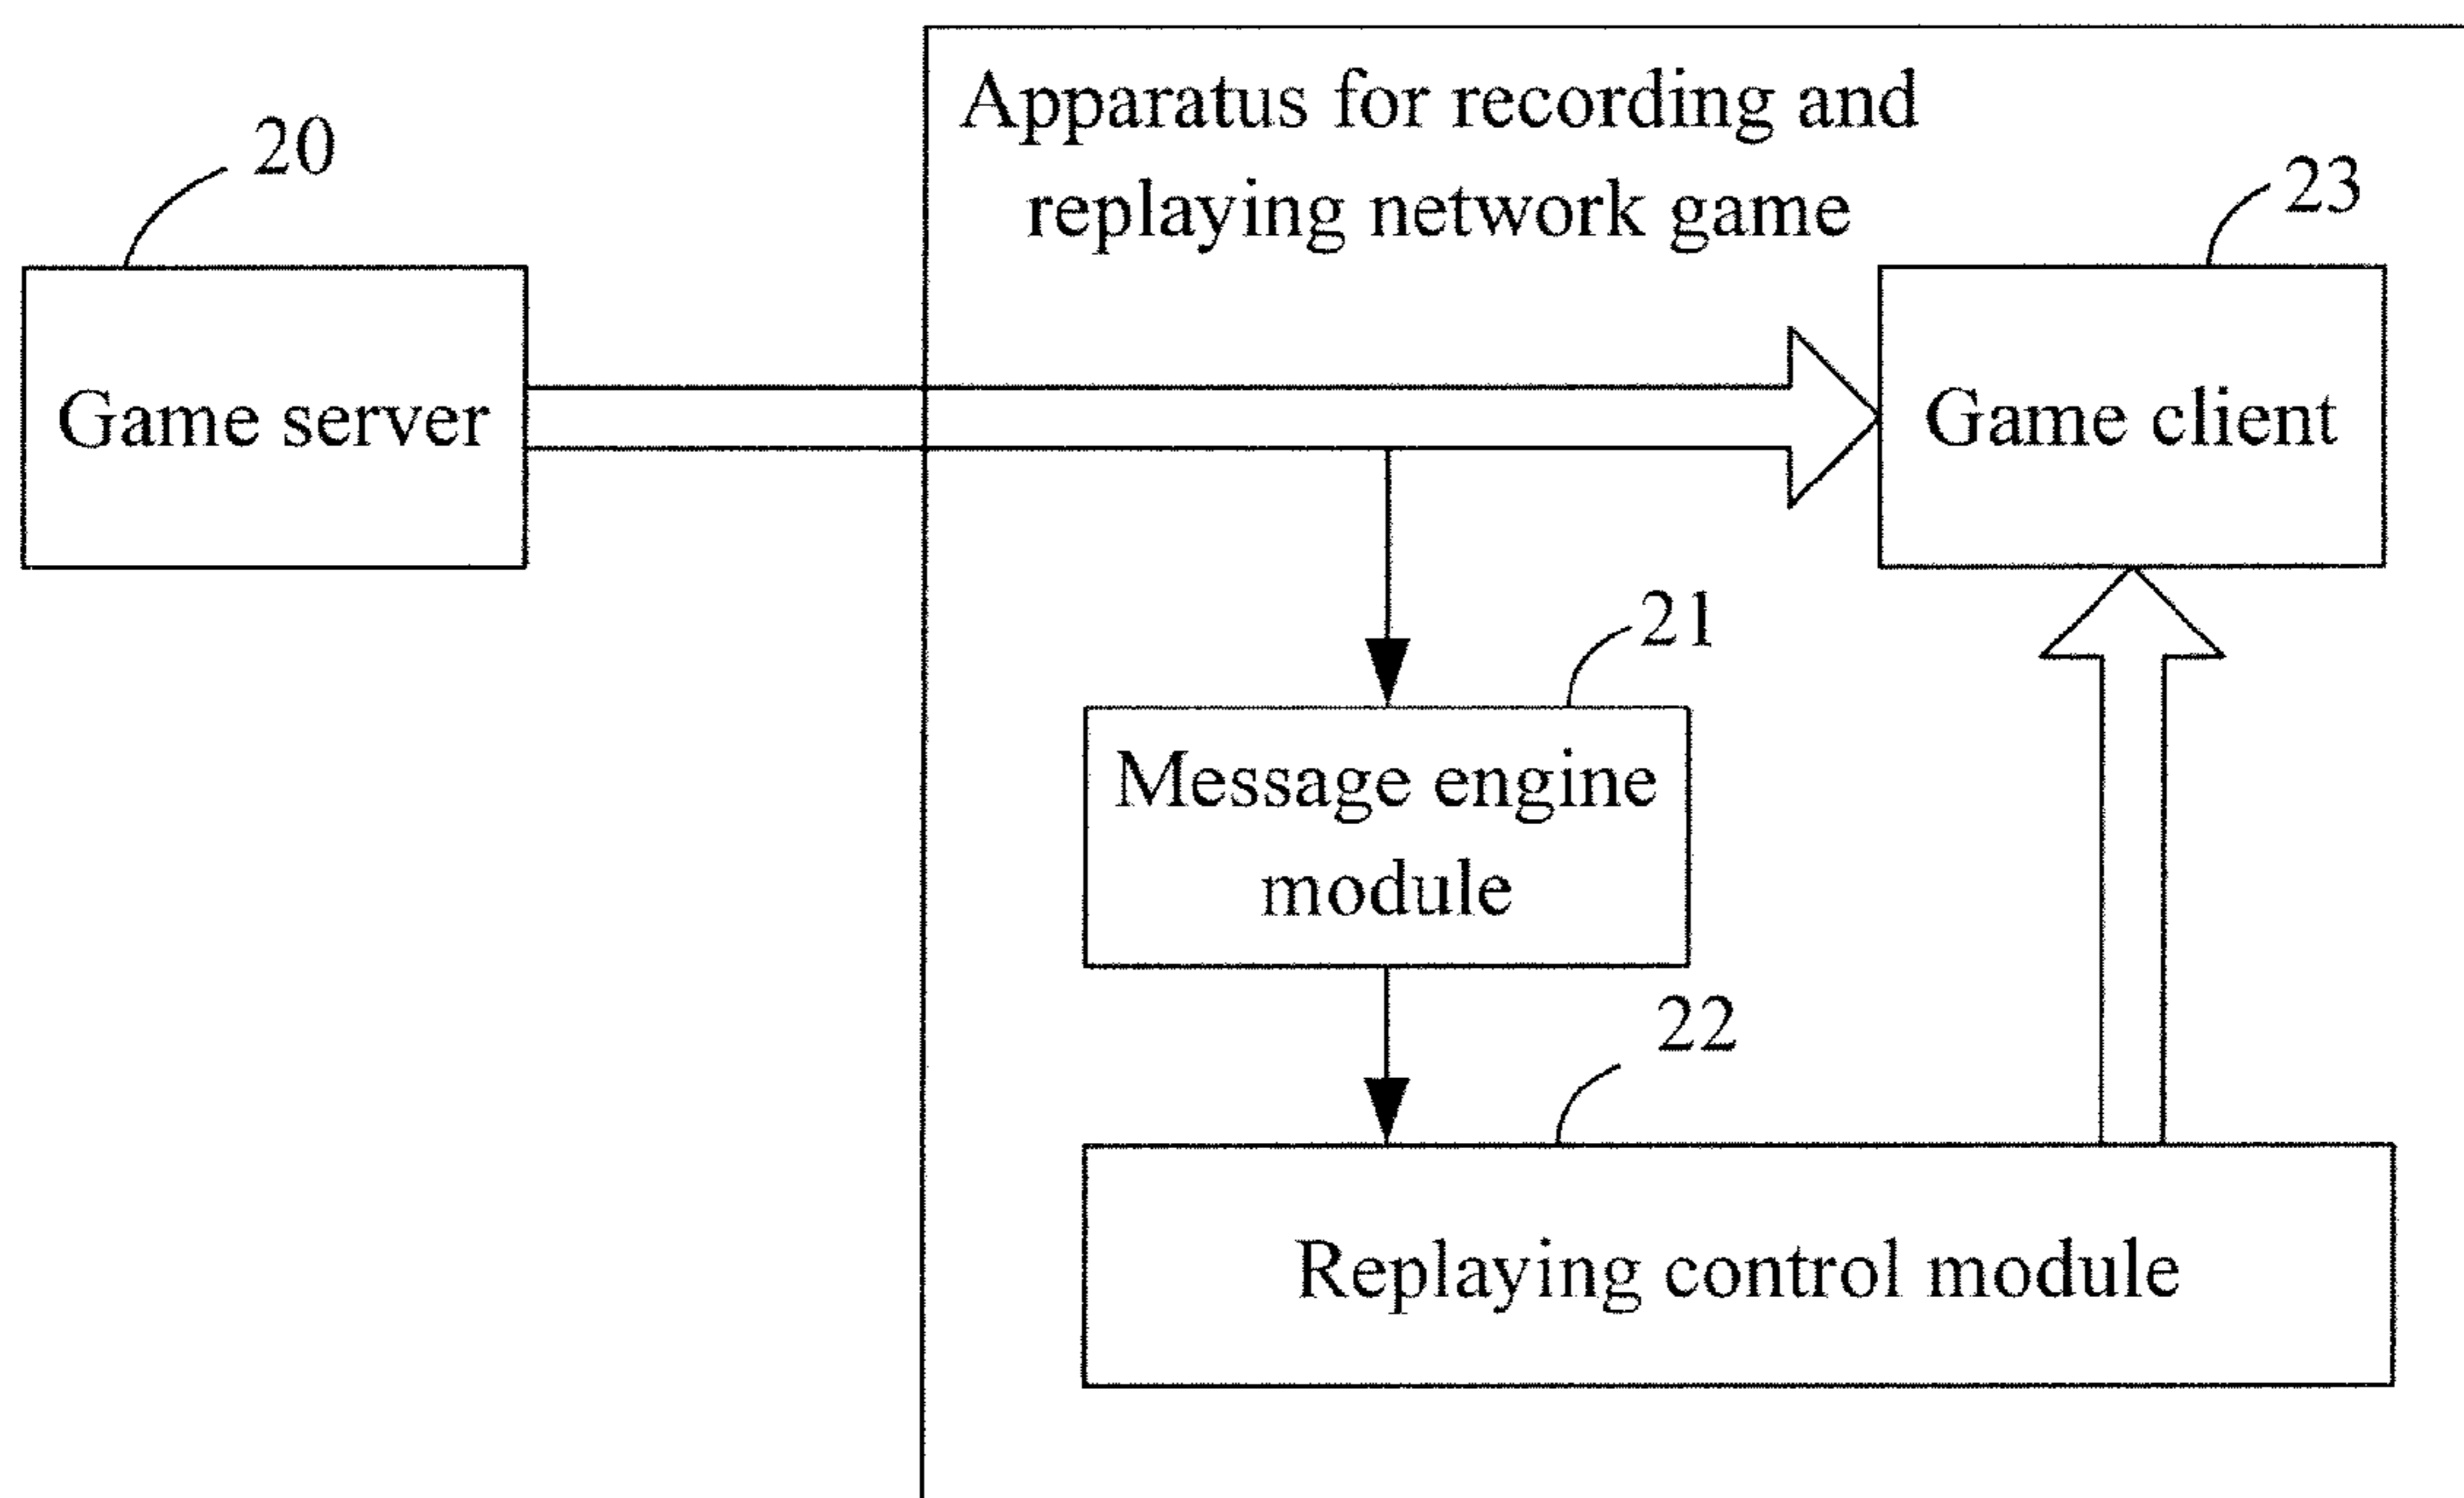 Apparatus for recording and
replaying network game
20
23
Game server
Game client
21
Message engine
module
22
Replaying control module